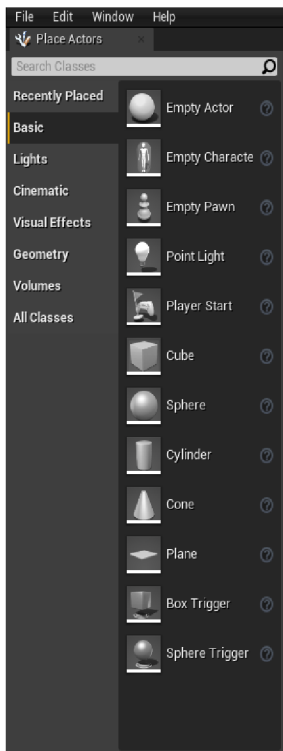 File Edit Window Help
Place Actors
Search Classes
Recently Placed
Basic
Lights
Cinematic
Visual Effects
Geometry
Volumes
All Classes
Empty Actor
Empty Characte
Empty Pawn
Point Light
Player Start
Cube
Sphere
Cylinder
Cone
Plane
Box Trigger
Sphere Trigger